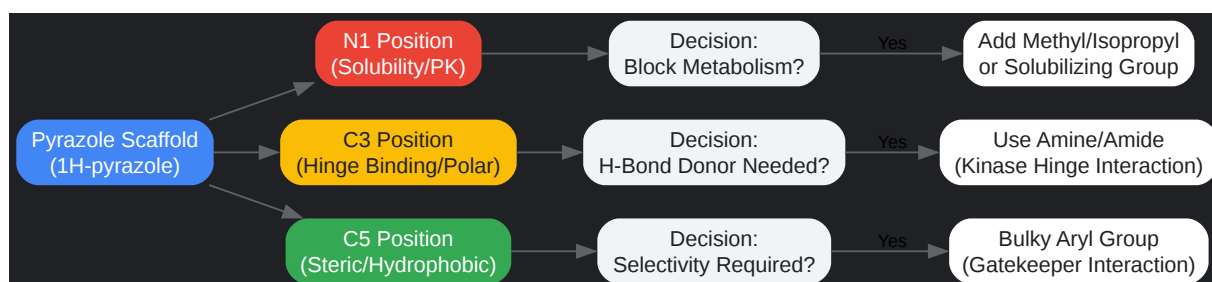 Pyrazole Scaffold
(1H-pyrazole)
N1 Position
(Solubility/PK)
Decision:
Block Metabolism?
Yes
Add Methyl/Isopropyl
or Solubilizing Group
C3 Position
(Hinge Binding/Polar)
Decision:
H-Bond Donor Needed?
Yes
Use Amine/Amide
(Kinase Hinge Interaction)
C5 Position
(Steric/Hydrophobic)
Decision:
Selectivity Required?
Yes
Bulky Aryl Group
(Gatekeeper Interaction)